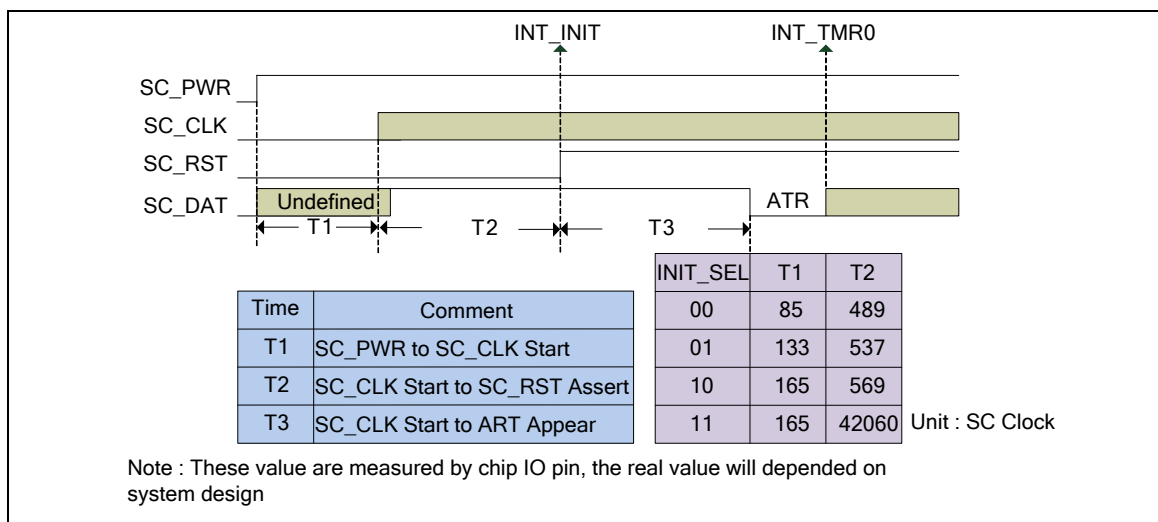 INT_INIT INT_TMR0
SC_PWR
SC_CLK
SC_RST
SC_DAT Undefined ATR
T1 T2 T3
INIT_SEL T1 T2
00 85 489
01 133 537
10 165 569
11 165 42060 Unit : SC Clock
Time Comment
T1 SC_PWR to SC_CLK Start
T2 SC_CLK Start to SC_RST Assert
T3 SC_CLK Start to ART Appear
Note : These value are measured by chip IO pin, the real value will depended on
system design